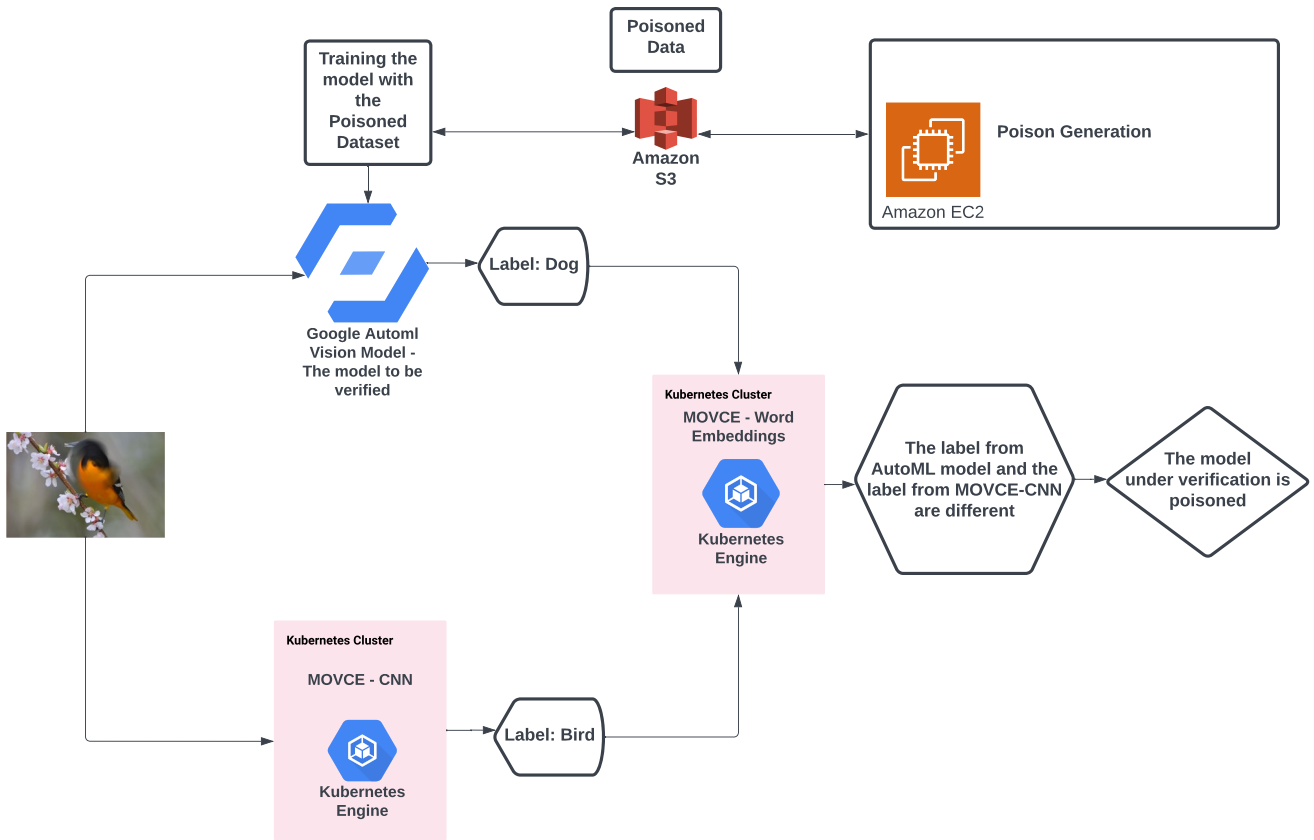 Poisoned
Data
Training the
model with
the
Poisoned
Dataset
Amazon
S3
Poison Generation
Amazon EC2
Label: Dog
Google Automl
Vision Model -
The model to be
verified
Kubernetes Cluster
MOVCE - Word
Embeddings
Kubernetes
Engine
The label from
AutoML model and the
label from MOVCE-CNN
are different
The model
under verification is
poisoned
Kubernetes Cluster
MOVCE - CNN
Kubernetes
Engine
Label: Bird